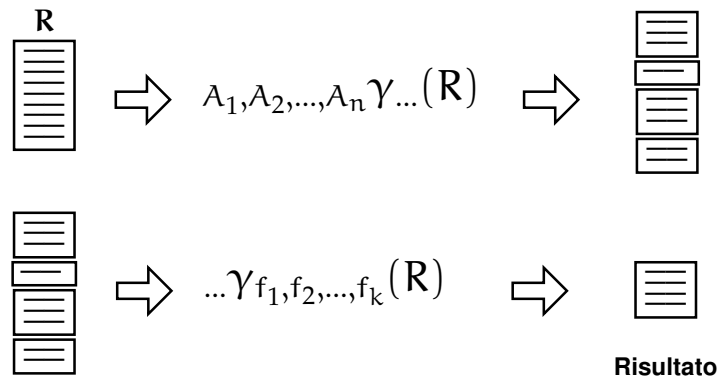 R
A₁,A₂,...,Aₙγ...(R)
...γf₁,f₂,...,fₖ(R)
Risultato